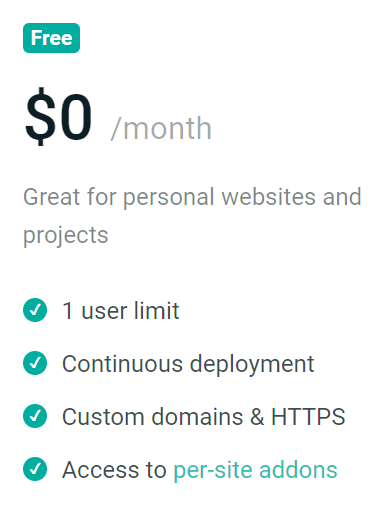 Free
$0 /month
Great for personal websites and
projects
1 user limit
Continuous deployment
Custom domains & HTTPS
Access to per-site addons